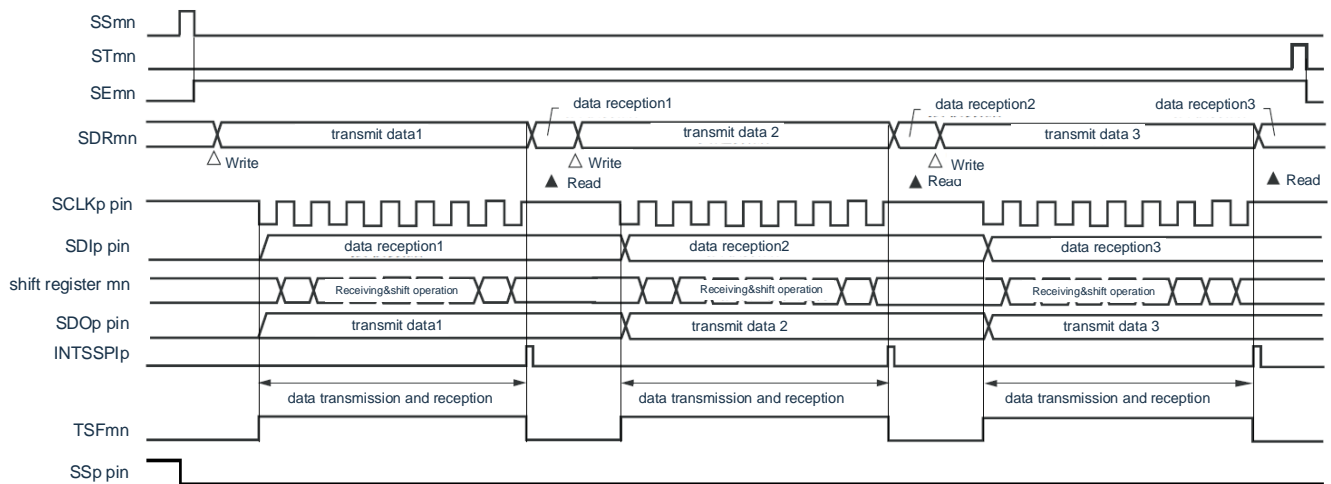 SSmn
STmn
SEmn
data reception1
data reception2
data reception3
SDRmn
transmit data1
transmit data 2
transmit data 3
Write
Write
Write
Read
Read
Read
SCLKp pin
SDIp pin
data reception1
data reception2
data reception3
shift register mn
Receiving&shift operation
Receiving&shift operation
Receiving&shift operation
SDOp pin
transmit data1
transmit data 2
transmit data 3
INTSSPIp
data transmission and reception
data transmission and reception
data transmission and reception
TSFmn
SSp pin